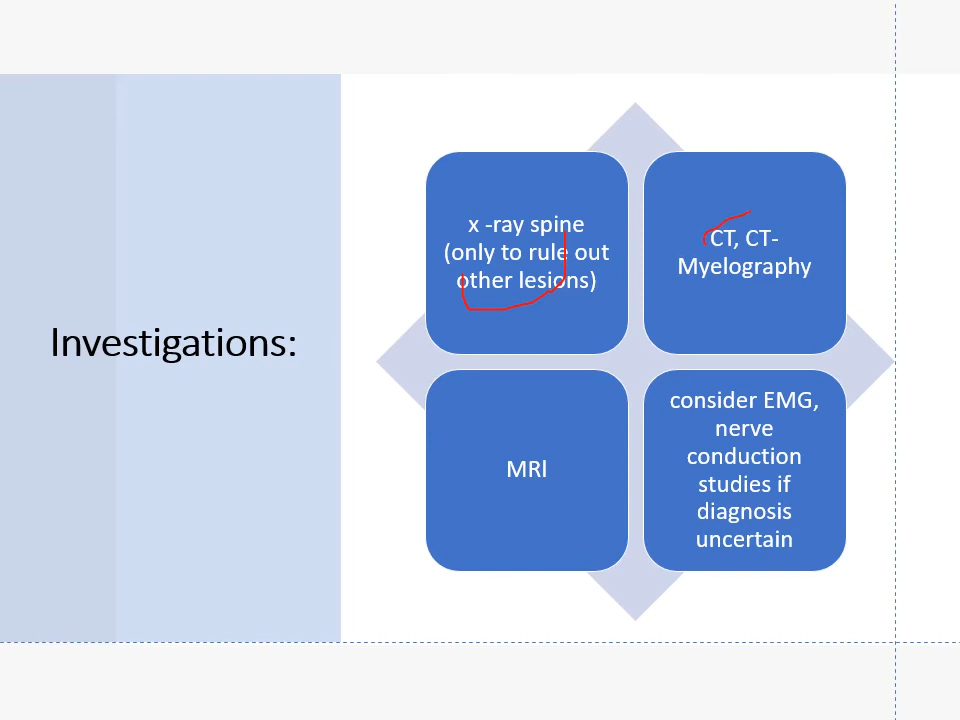 Investigations:
x -ray spine
(only to rule out
other lesions)
CT, CT-
Myelography
MRl
consider EMG,
nerve
conduction
studies if
diagnosis
uncertain